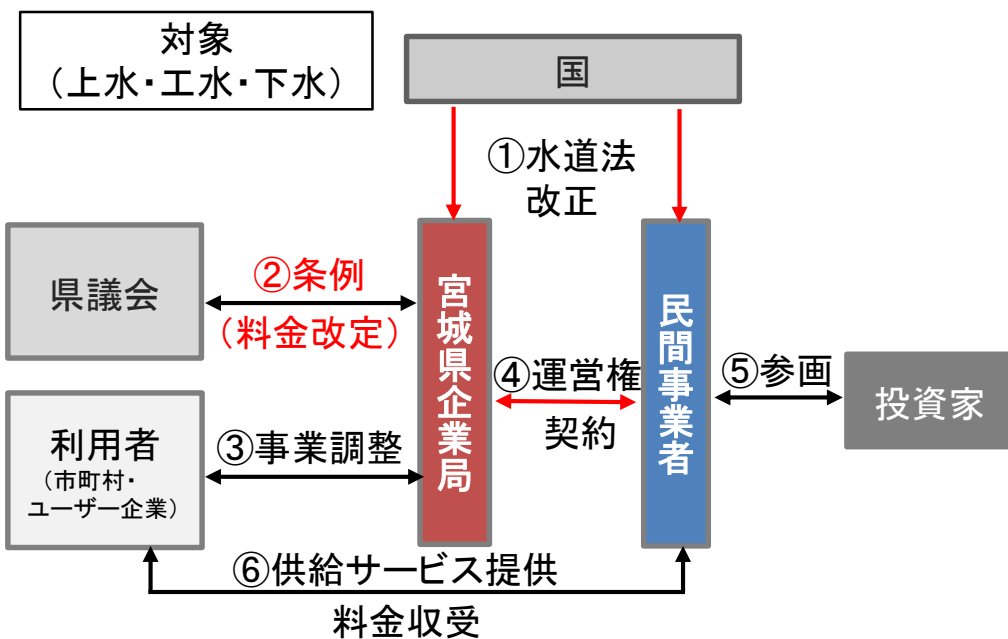 対象
(上水・工水・下水)
国
①水道法
改正
県議会
②条例
(料金改定)
宮城県企業局
民間事業者
④運営権
契約
⑤参画
投資家
利用者
(市町村・
ユーザー企業)
③事業調整
⑥供給サービス提供
料金収受